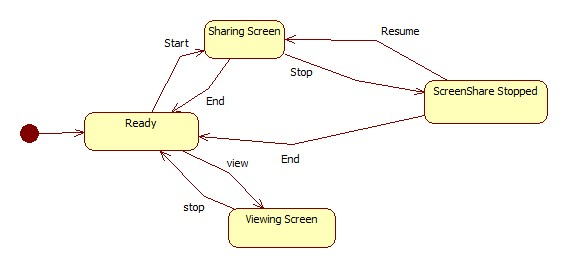 Sharing Screen
Resume
Start
Stop
ScreenShare Stopped
End
Ready
End
view
stop
Viewing Screen